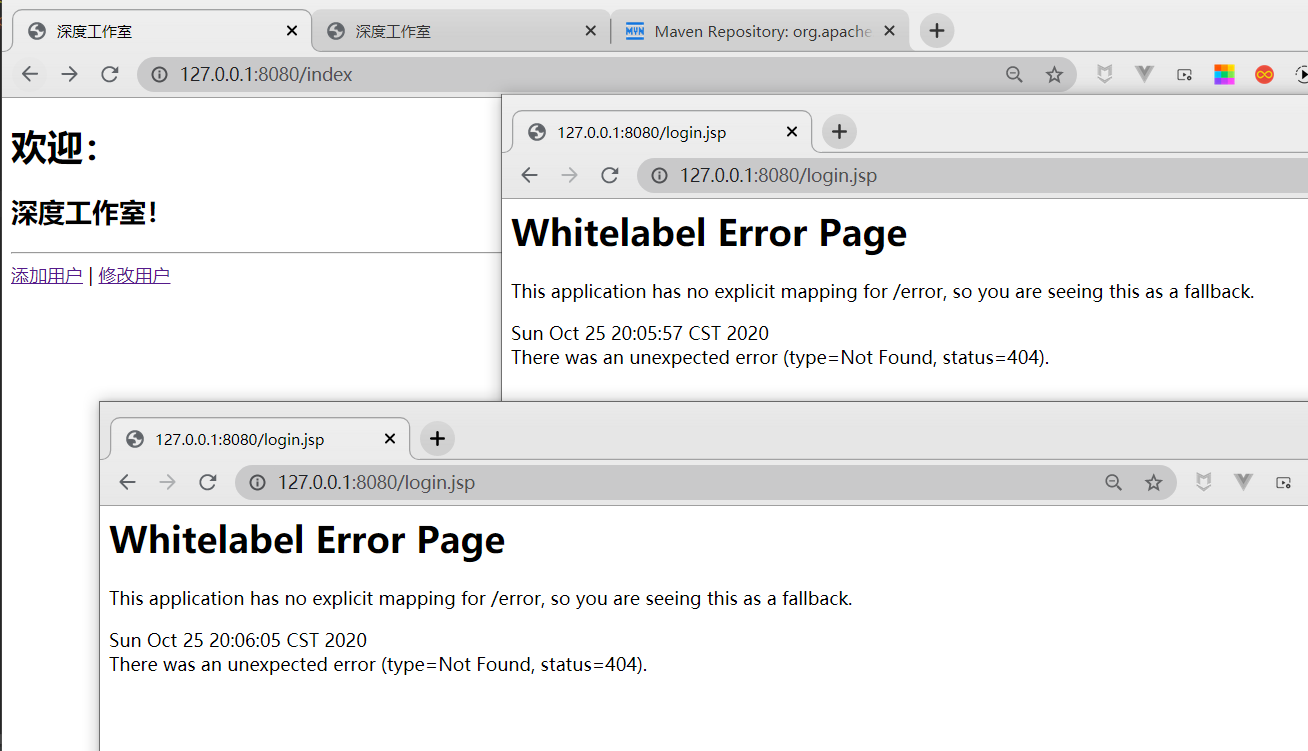 深度工作室
深度工作室
MVN Maven Repository: org.apache
127.0.0.1:8080/index
欢迎：
深度工作室！
添加用户 | 修改用户
127.0.0.1:8080/login.jsp
127.0.0.1:8080/login.jsp
Whitelabel Error Page
This application has no explicit mapping for /error, so you are seeing this as a fallback.
Sun Oct 25 20:05:57 CST 2020
There was an unexpected error (type=Not Found, status=404).
127.0.0.1:8080/login.jsp
127.0.0.1:8080/login.jsp
Whitelabel Error Page
This application has no explicit mapping for /error, so you are seeing this as a fallback.
Sun Oct 25 20:06:05 CST 2020
There was an unexpected error (type=Not Found, status=404).